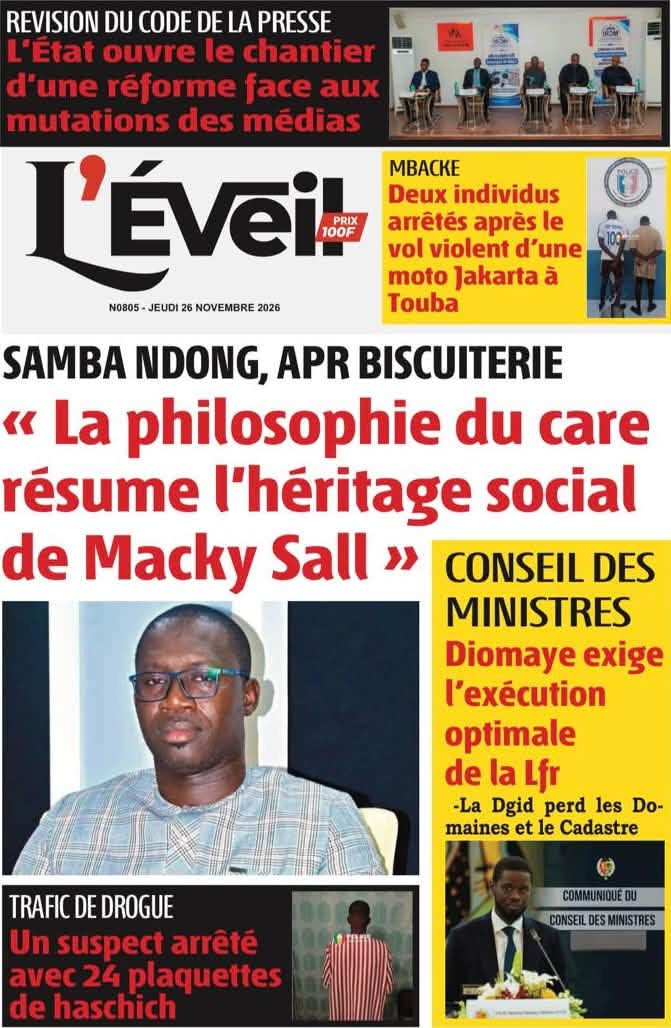 REVISION DU CODE DE LA PRESSE
L'État ouvre le chantier
d'une réforme face aux
mutations des médias
L'Éveil
PRIX
100F
N0805 - JEUDI 26 NOVEMBRE 2026
MBACKE
Deux individus
arrêtés après le
vol violent d'une
moto Jakarta à
Touba
POLICE
100
SAMBA NDONG, APR BISCUITERIE
« La philosophie du care
résume l'héritage social
de Macky Sall »
CONSEIL DES
MINISTRES
Diomaye exige
l'exécution
optimale
de la Lfr
-La Dgid perd les Do-
maines et le Cadastre
COMMUNIQUÉ DU
CONSEIL DES MINISTRES
TRAFIC DE DROGUE
Un suspect arrêté
avec 24 plaquettes
de haschich